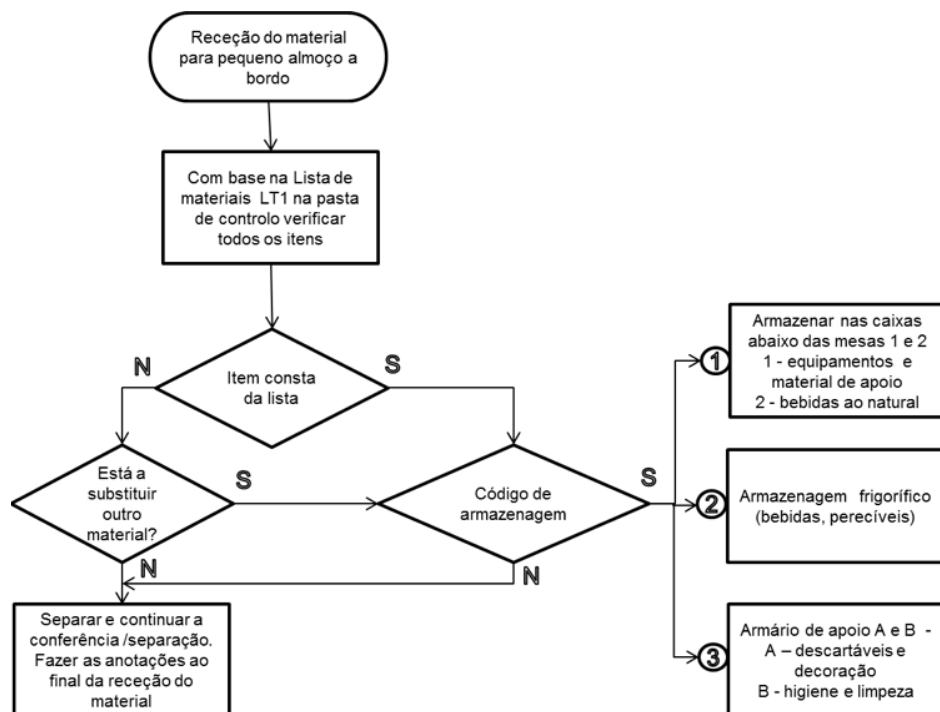 Receção do material
para pequeno almoço a
bordo
Com base na Lista de
materiais LT1 na pasta
de controlo verificar
todos os itens
N
Item consta
da lista
S
Está a
substituir
outro
material?
S
N
Código de
armazenagem
S
N
Separar e continuar a
conferência /separação.
Fazer as anotações ao
final da receção do
material
1
Armazenar nas caixas
abaixo das mesas 1 e 2
1 - equipamentos e
material de apoio
2 - bebidas ao natural
2
Armazenagem frigorífico
(bebidas, perecíveis)
3
Armário de apoio A e B -
A – descartáveis e
decoração
B - higiene e limpeza